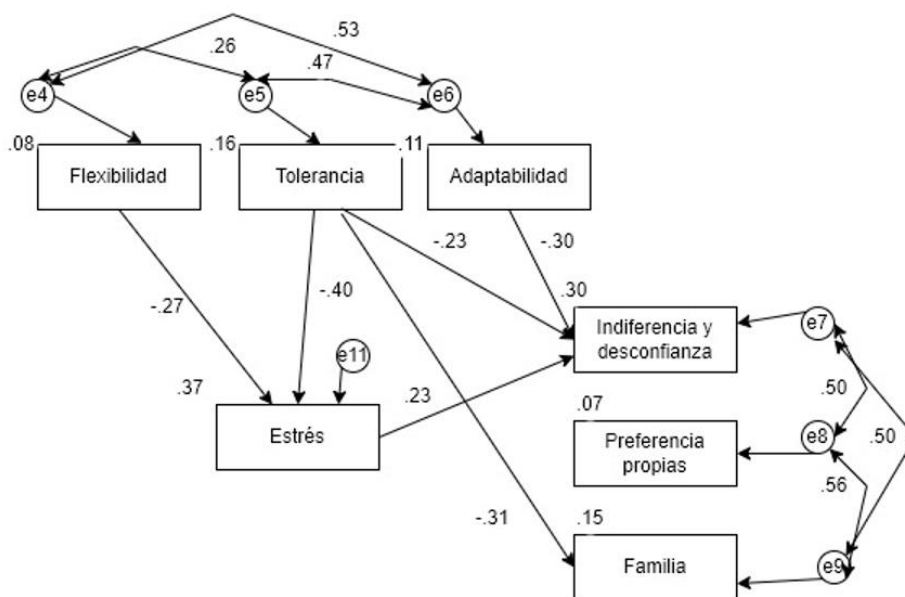 .53
.26
.47
e4
e5
e6
.08
.16
.11
Flexibilidad
Tolerancia
Adaptabilidad
-.23
-.30
-.27
-.40
.30
Indiferencia y
desconfianza
e7
e11
.37
.23
.50
.07
Estrés
Preferencia
propias
e8
.50
.56
-.31
.15
Familia
e9